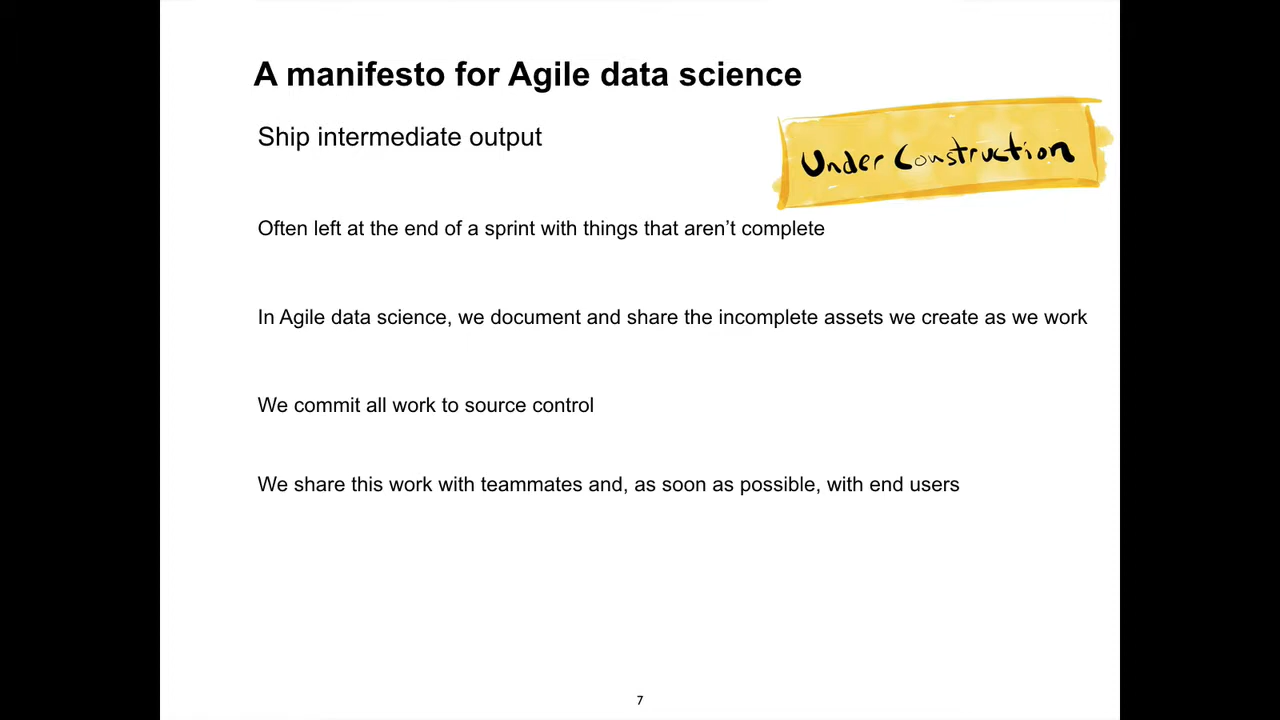 A manifesto for Agile data science
Ship intermediate output
Under Construction
Often left at the end of a sprint with things that aren’t complete
In Agile data science, we document and share the incomplete assets we create as we work
We commit all work to source control
We share this work with teammates and, as soon as possible, with end users
7